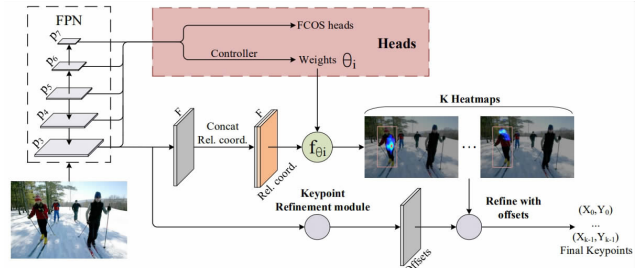 FPN
P7
P6
P5
P4
P3
FCOS heads
Controller
Weights θi
Heads
F
Concat
Rel. coord.
F
Rel. coord.
fθi
K Heatmaps
...
Keypoint
Refinement module
Offsets
Refine with
offsets
(X0,Y0)
...
(Xk-1,Yk-1)
Final Keypoints